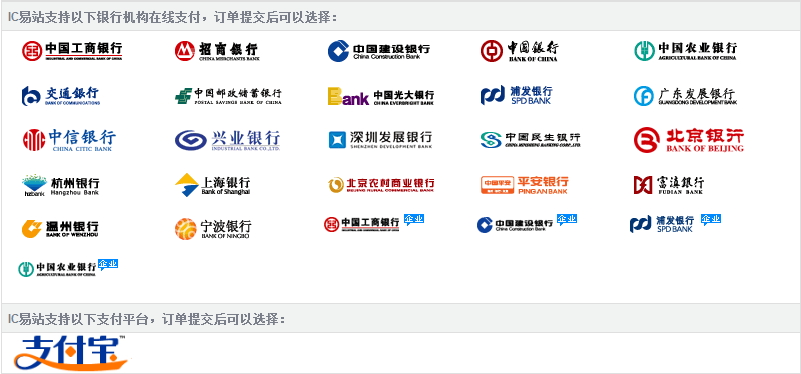 IC易站支持以下银行机构在线支付，订单提交后可以选择：
中国工商银行 招商银行 中国建设银行 中国银行 中国农业银行
INDUSTRIAL AND COMMERCIAL BANK OF CHINA CHINA MERCHANTS BANK China Construction Bank BANK OF CHINA AGRICULTURAL BANK OF CHINA
交通银行 中国邮政储蓄银行 Bank 中国光大银行 浦发银行 广东发展银行
BANK OF COMMUNICATIONS POSTAL SAVINGS BANK OF CHINA CHINA EVERBRIGHT BANK SPD BANK GUANGDONG DEVELOPMENT BANK
中信银行 兴业银行 深圳发展银行 中国民生银行 北京银行
CHINA CITIC BANK INDUSTRIAL BANK CO.,LTD. SHENZHEN DEVELOPMENT BANK CHINA MINSHENG BANKING CORP.,LTD. BANK OF BEIJING
杭州银行 上海银行 北京农村商业银行 中国平安 平安银行 富滇银行
hzbank Hangzhou Bank Bank of Shanghai BEIJING RURAL COMMERCIAL BANK PINGAN BANK FUDIAN BANK
温州银行 宁波银行 中国工商银行 企业 中国建设银行 企业 浦发银行 企业
BANK OF WENZHOU BANK OF NINGBO INDUSTRIAL AND COMMERCIAL BANK OF CHINA China Construction Bank SPD BANK
中国农业银行 企业
AGRICULTURAL BANK OF CHINA
IC易站支持以下支付平台，订单提交后可以选择：
支付宝™